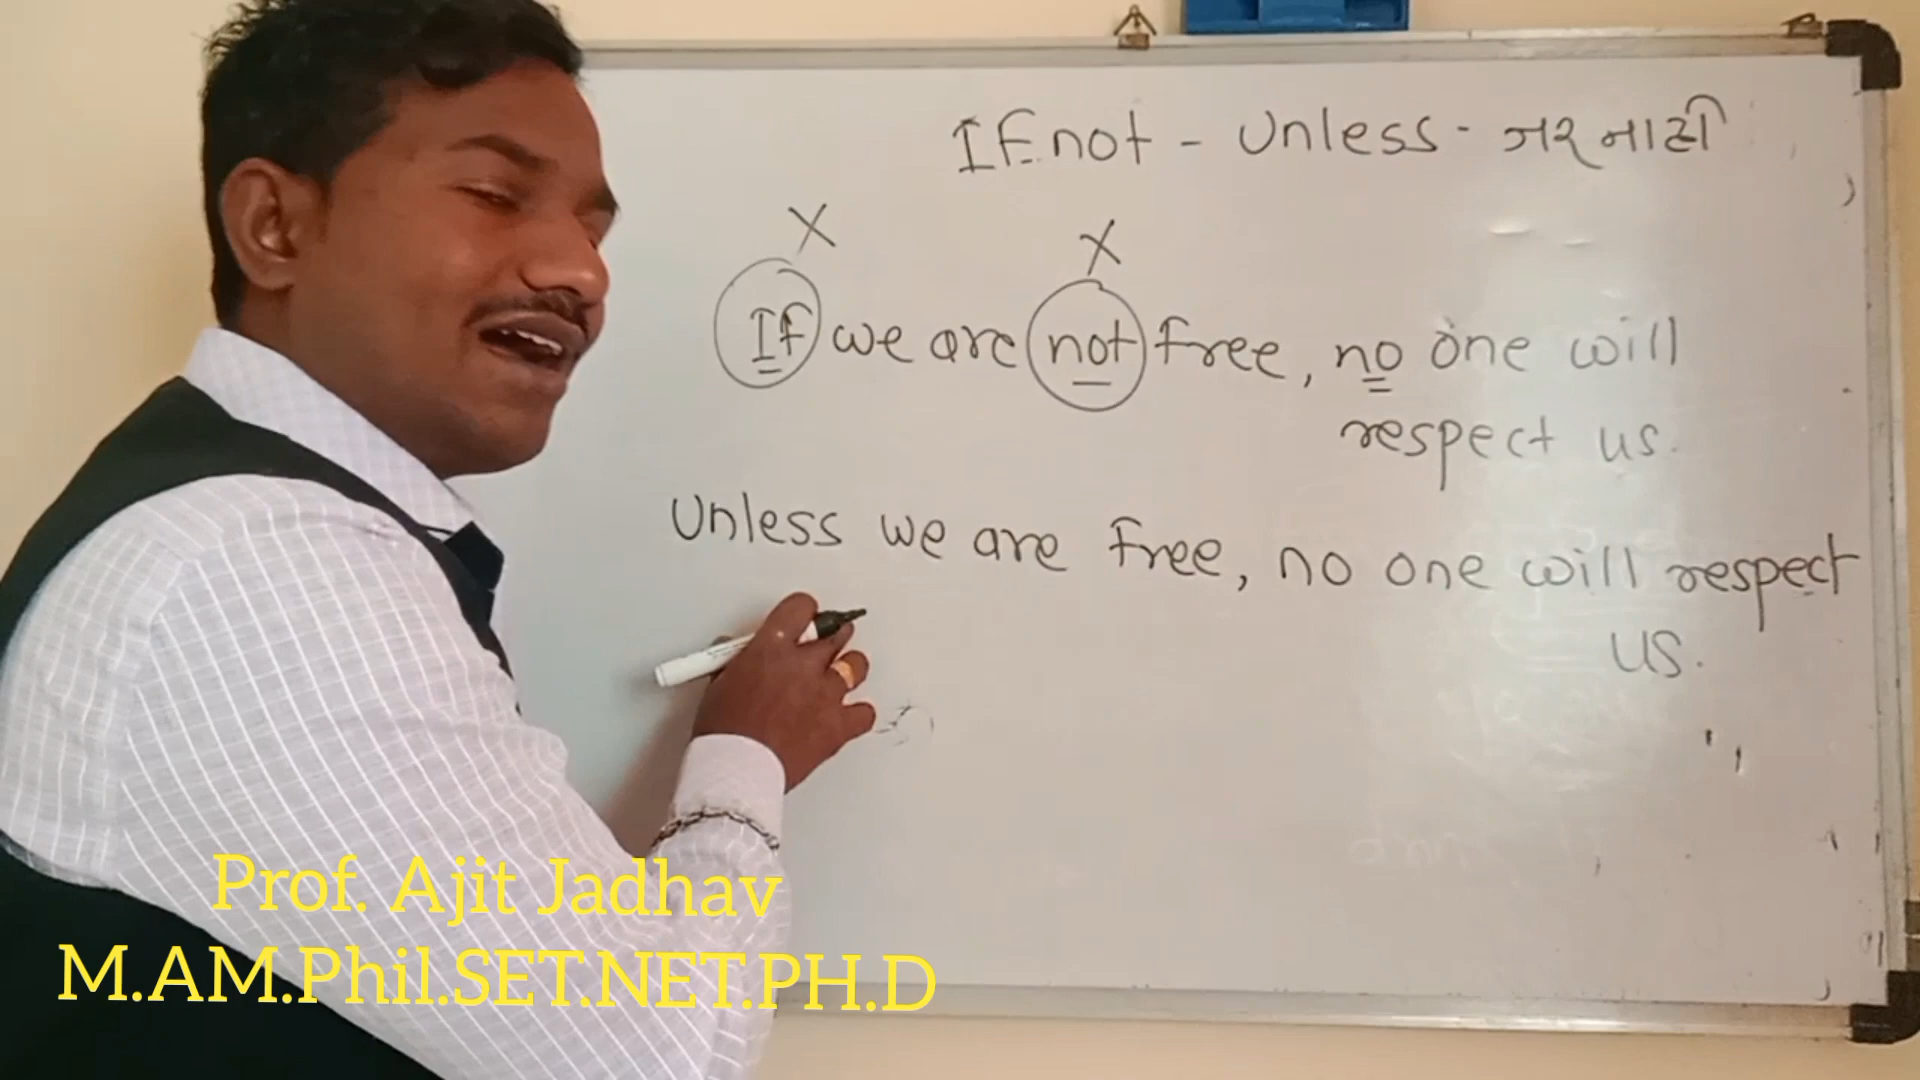 If not - Unless - जर नाही
X X
If we are not free, no one will
respect us.
Unless we are free, no one will respect
us.
Prof. Ajit Jadhav
M.AM.Phil.SET.NET.PH.D